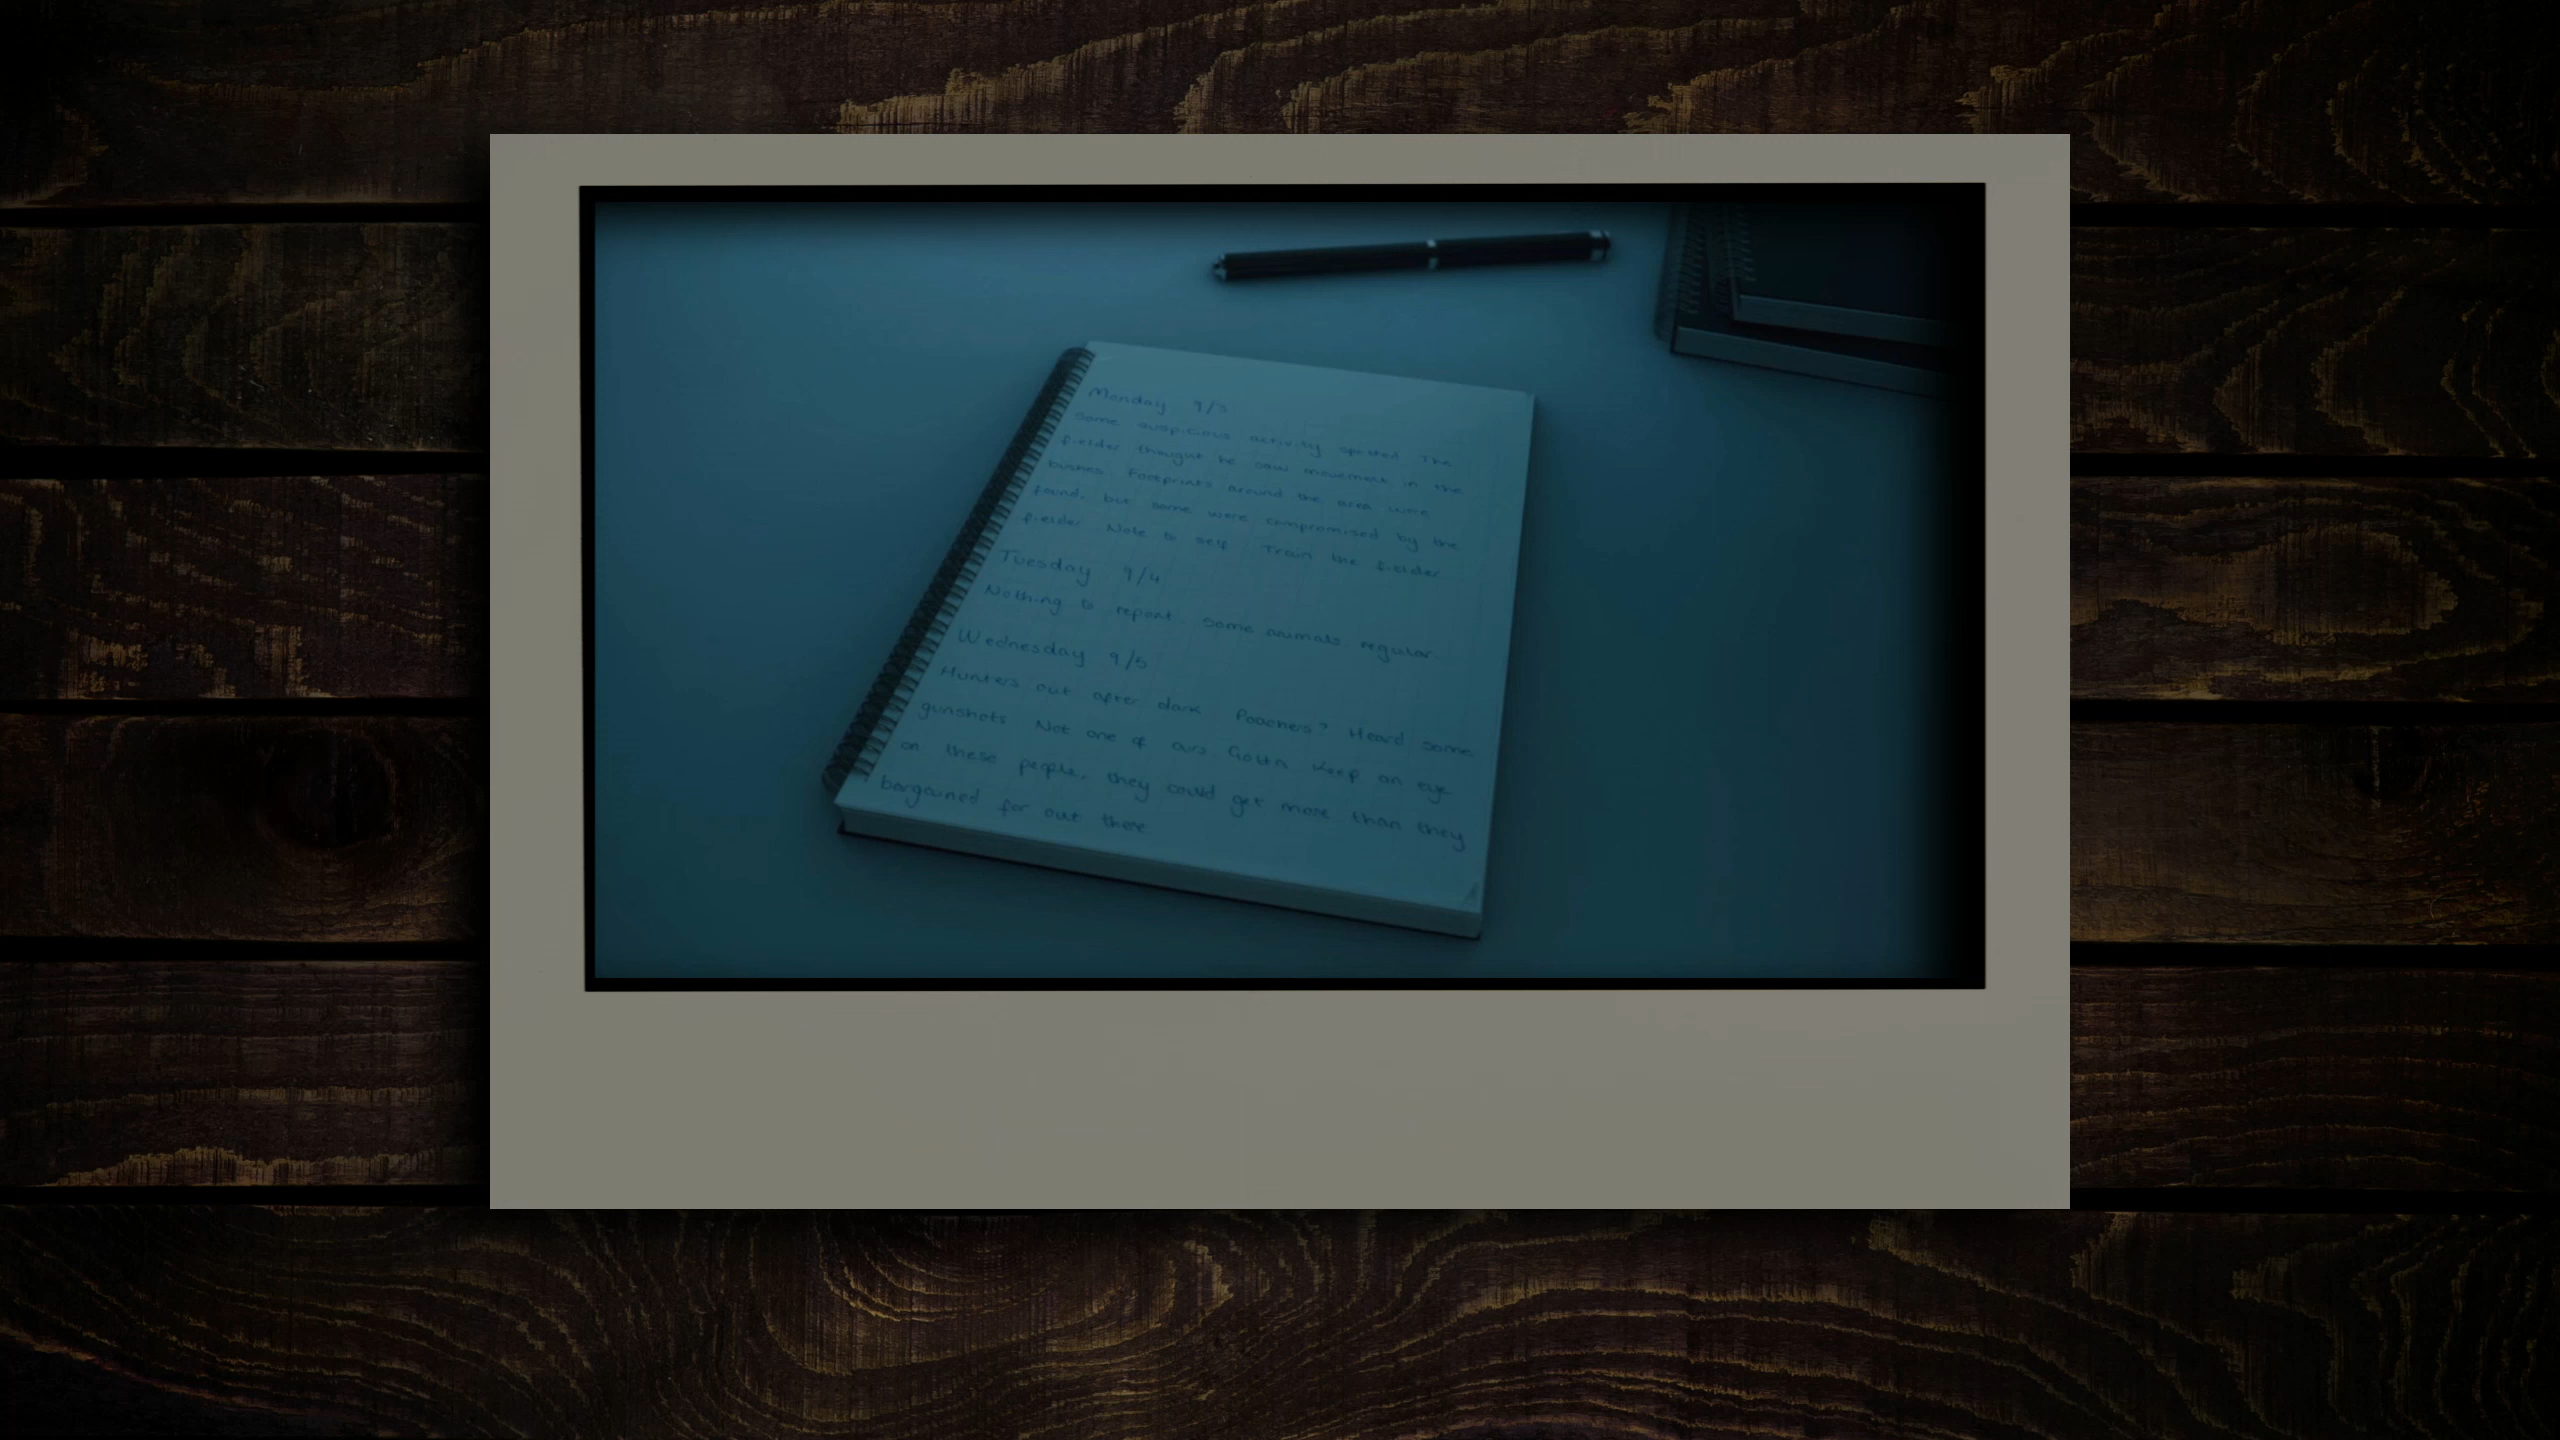 Monday 9/3
Some suspicious activity spotted. The
fielder thought he saw movement in the
bushes. Footprints around the area were
found, but some were compromised by the
fielder. Note to self. Train the fielder
Tuesday 9/4
Nothing to report. Some animals. regular
Wednesday 9/5
Hunters out after dark. Poachers? Heard some
gunshots. Not one of ours. Gotta keep an eye
on these people, they could get more than they
bargained for out there